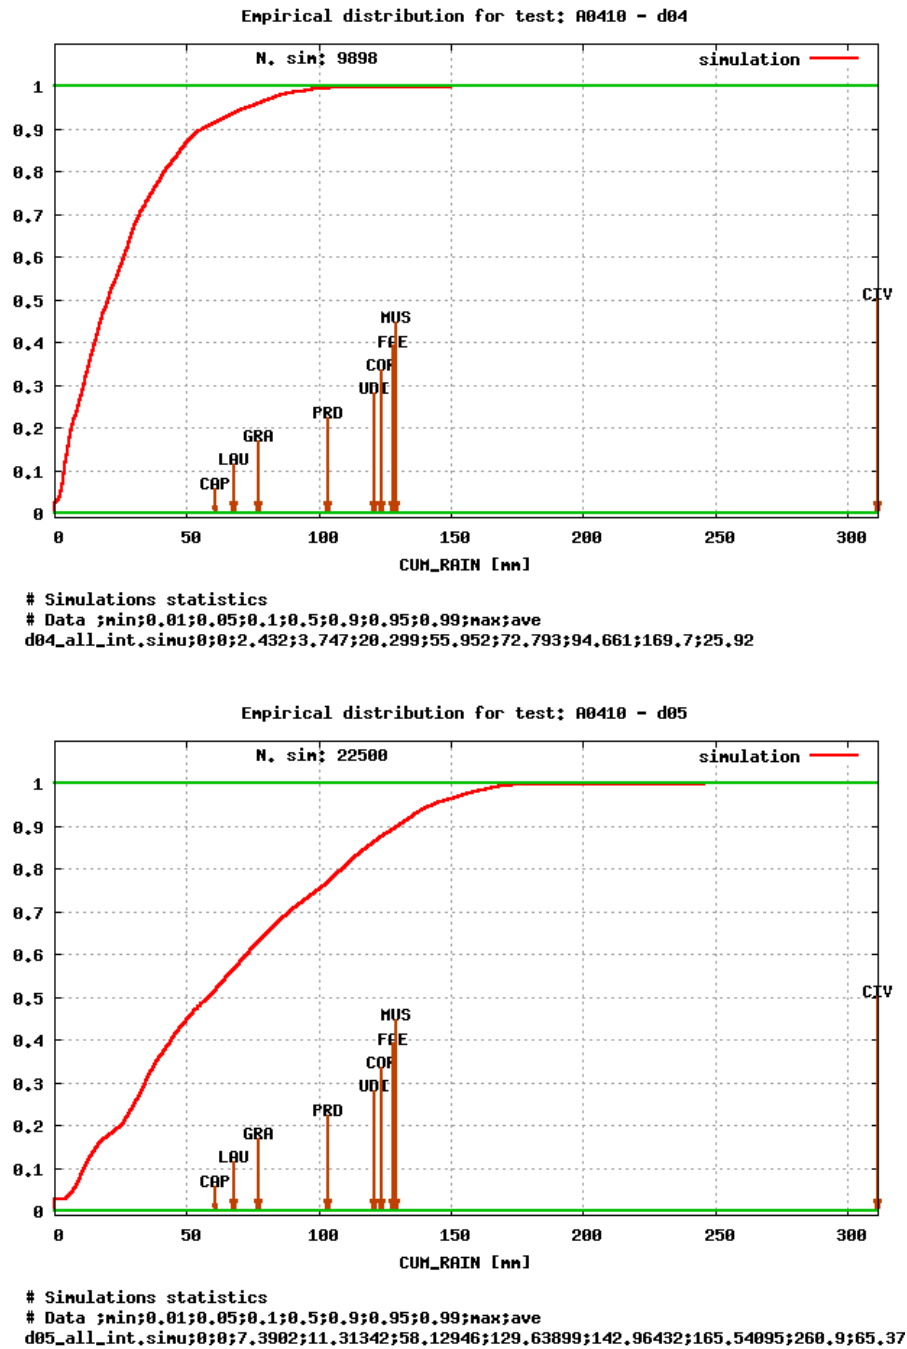 Empirical distribution for test: A0410 - d04
N. sim: 9898
simulation
1
0.9
0.8
0.7
0.6
0.5
0.4
0.3
0.2
0.1
0
CIV
MUS
FAE
COR
UDI
PRD
GRA
LAU
CAP
0 50 100 150 200 250 300
CUM_RAIN [mm]
# Simulations statistics
# Data ;min;0.01;0.05;0.1;0.5;0.9;0.95;0.99;max;ave
d04_all_int.simu;0;0;2.432;3.747;20.299;55.952;72.793;94.661;169.7;25.92
Empirical distribution for test: A0410 - d05
N. sim: 22500
simulation
1
0.9
0.8
0.7
0.6
0.5
0.4
0.3
0.2
0.1
0
CIV
MUS
FAE
COR
UDI
PRD
GRA
LAU
CAP
0 50 100 150 200 250 300
CUM_RAIN [mm]
# Simulations statistics
# Data ;min;0.01;0.05;0.1;0.5;0.9;0.95;0.99;max;ave
d05_all_int.simu;0;0;7.3902;11.31342;58.12946;129.63899;142.96432;165.54095;260.9;65.37